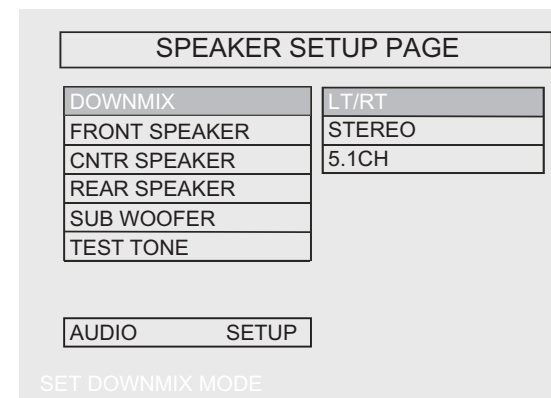 SPEAKER SETUP PAGE
DOWNMIX
FRONT SPEAKER
CNTR SPEAKER
REAR SPEAKER
SUB WOOFER
TEST TONE
LT/RT
STEREO
5.1CH
AUDIO SETUP
SET DOWNMIX MODE